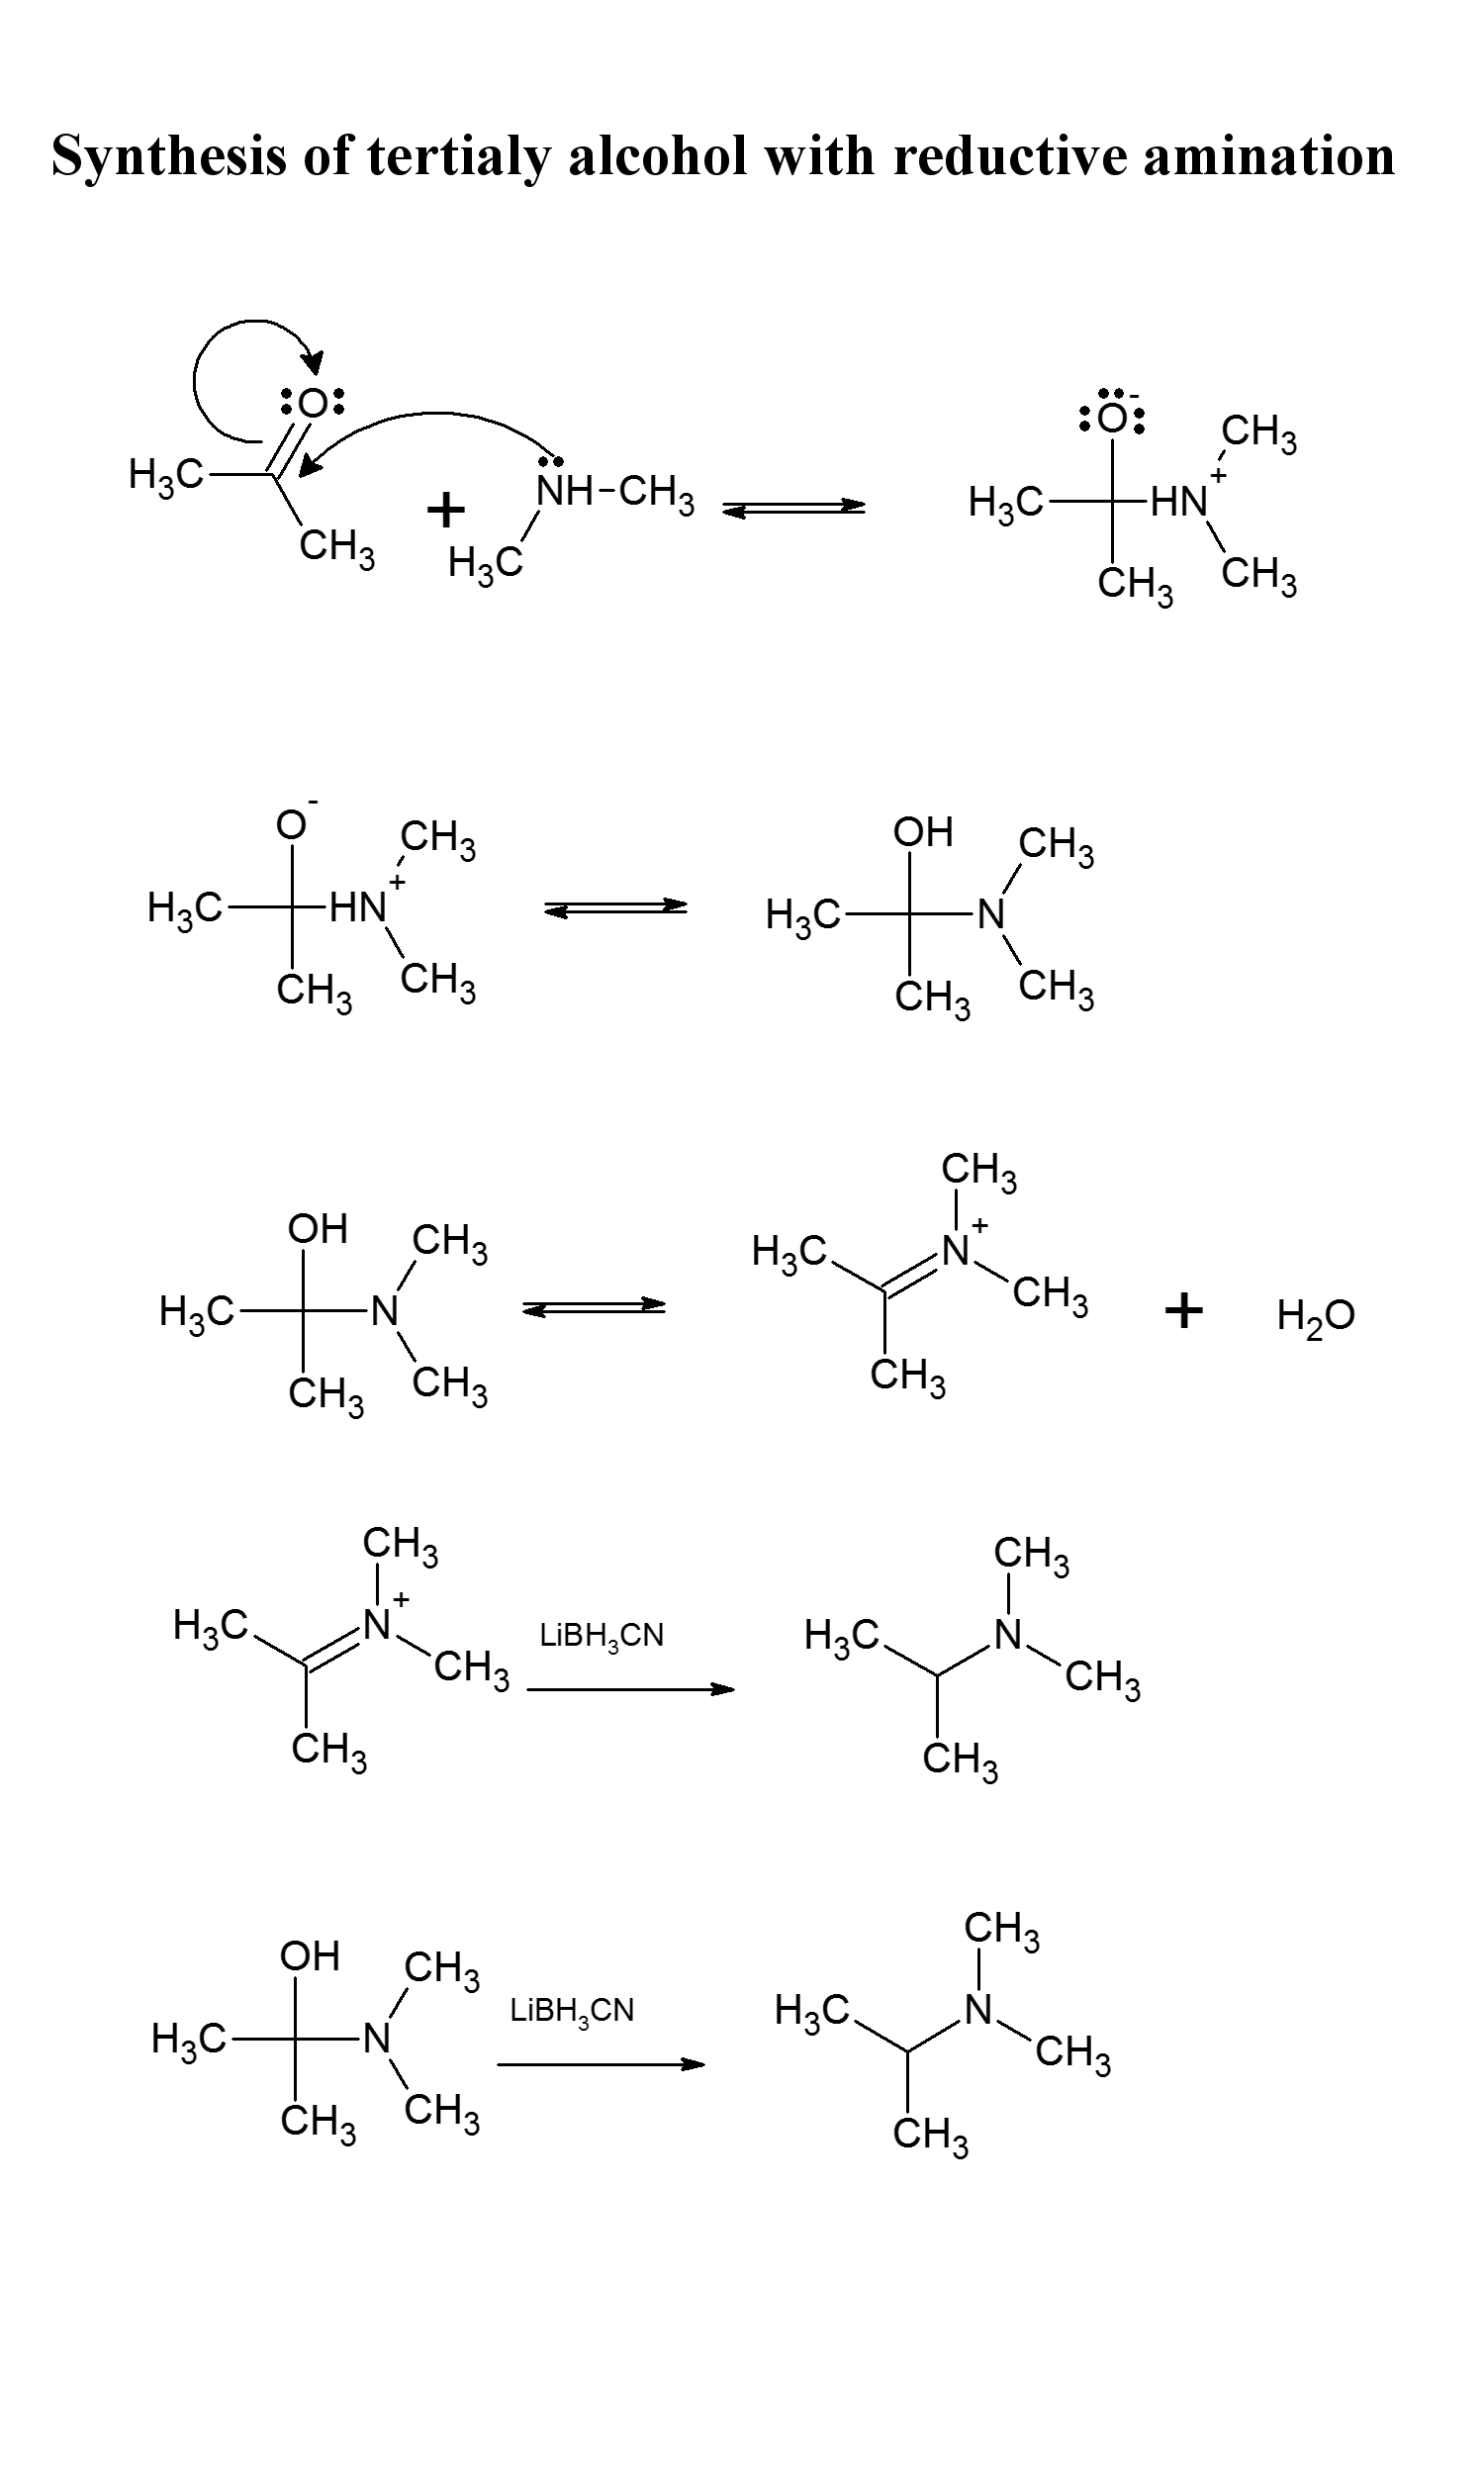 Synthesis of tertialy alcohol with reductive amination
O
H₃C
CH₃
+
NH-CH₃
H₃C
O-
H₃C
HN+
CH₃
CH₃
CH₃
O-
H₃C
HN+
CH₃
CH₃
CH₃
OH
H₃C
N
CH₃
CH₃
CH₃
OH
H₃C
N
CH₃
CH₃
CH₃
CH₃
H₃C
N+
CH₃
CH₃
+
H₂O
CH₃
H₃C
N+
CH₃
CH₃
LiBH₃CN
CH₃
H₃C
N
CH₃
CH₃
OH
H₃C
N
CH₃
CH₃
CH₃
LiBH₃CN
CH₃
H₃C
N
CH₃
CH₃